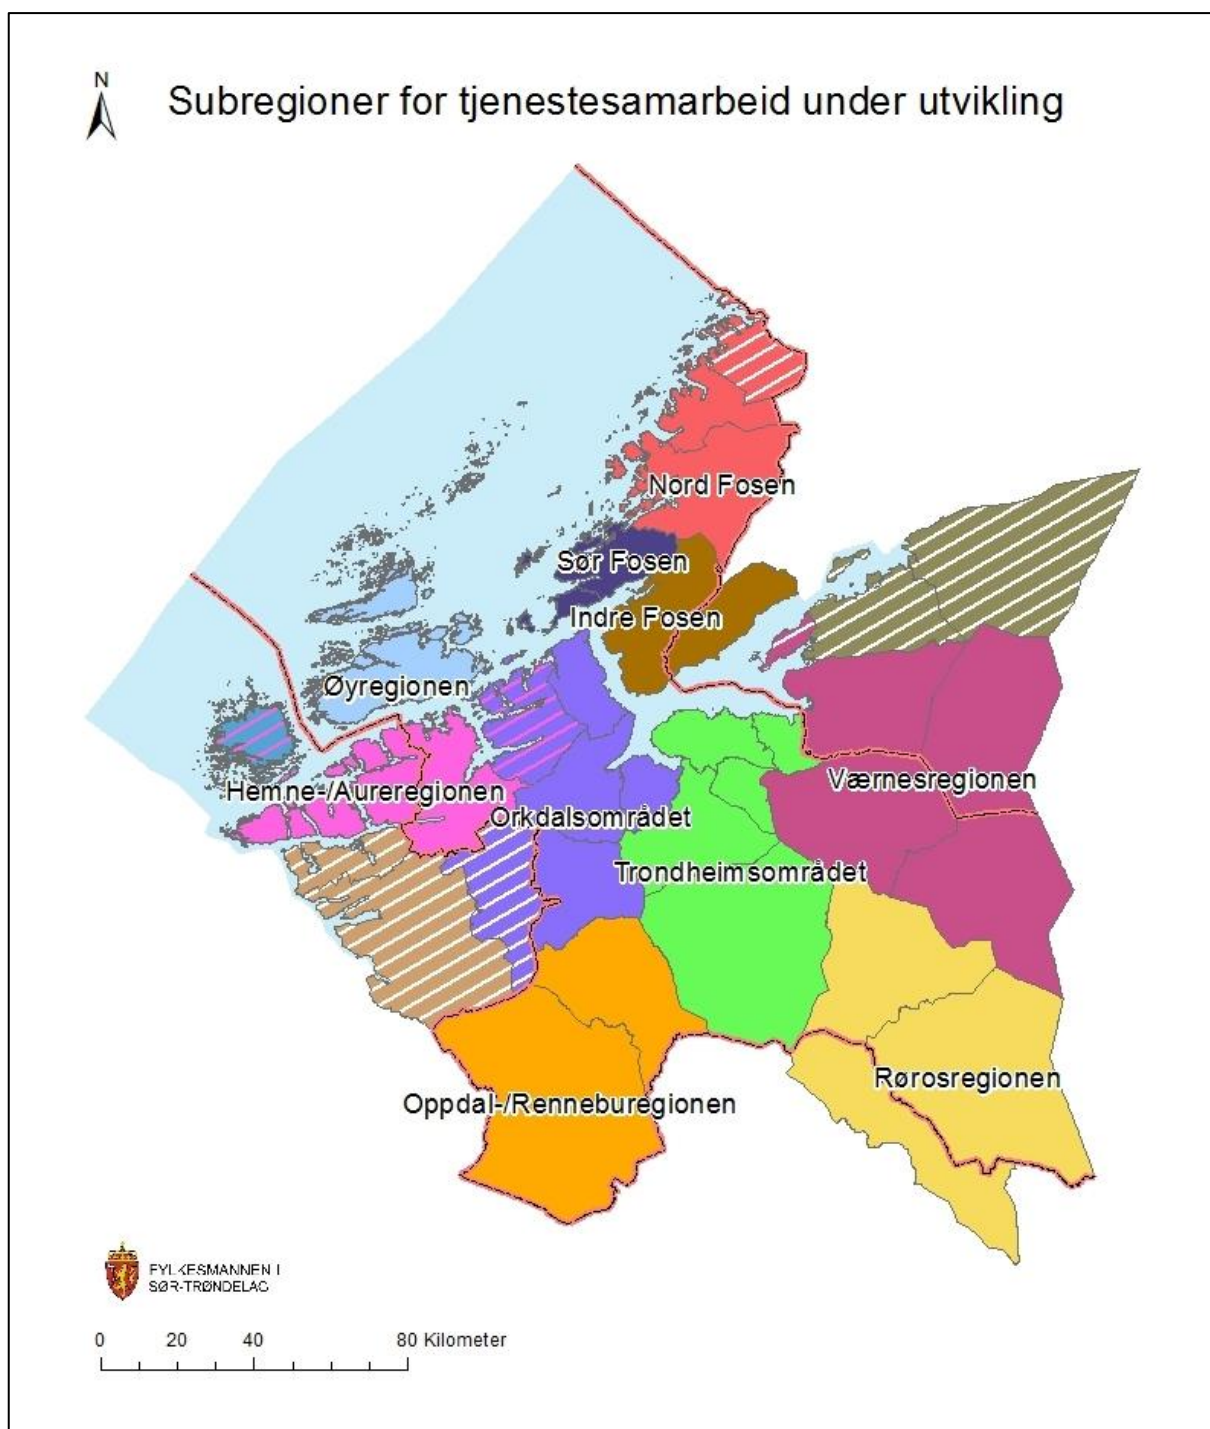 N
Subregioner for tjenestesamarbeid under utvikling
Nord Fosen
Sør Fosen
Indre Fosen
Øyregionen
Værnesregionen
Hemne-/Aureregionen
Orkdalsområdet
Trondheimsområdet
Rørosregionen
Oppdal-/Renneburegionen
FYLKESMANNEN I
SØR-TRØNDELAG
0 20 40 80 Kilometer